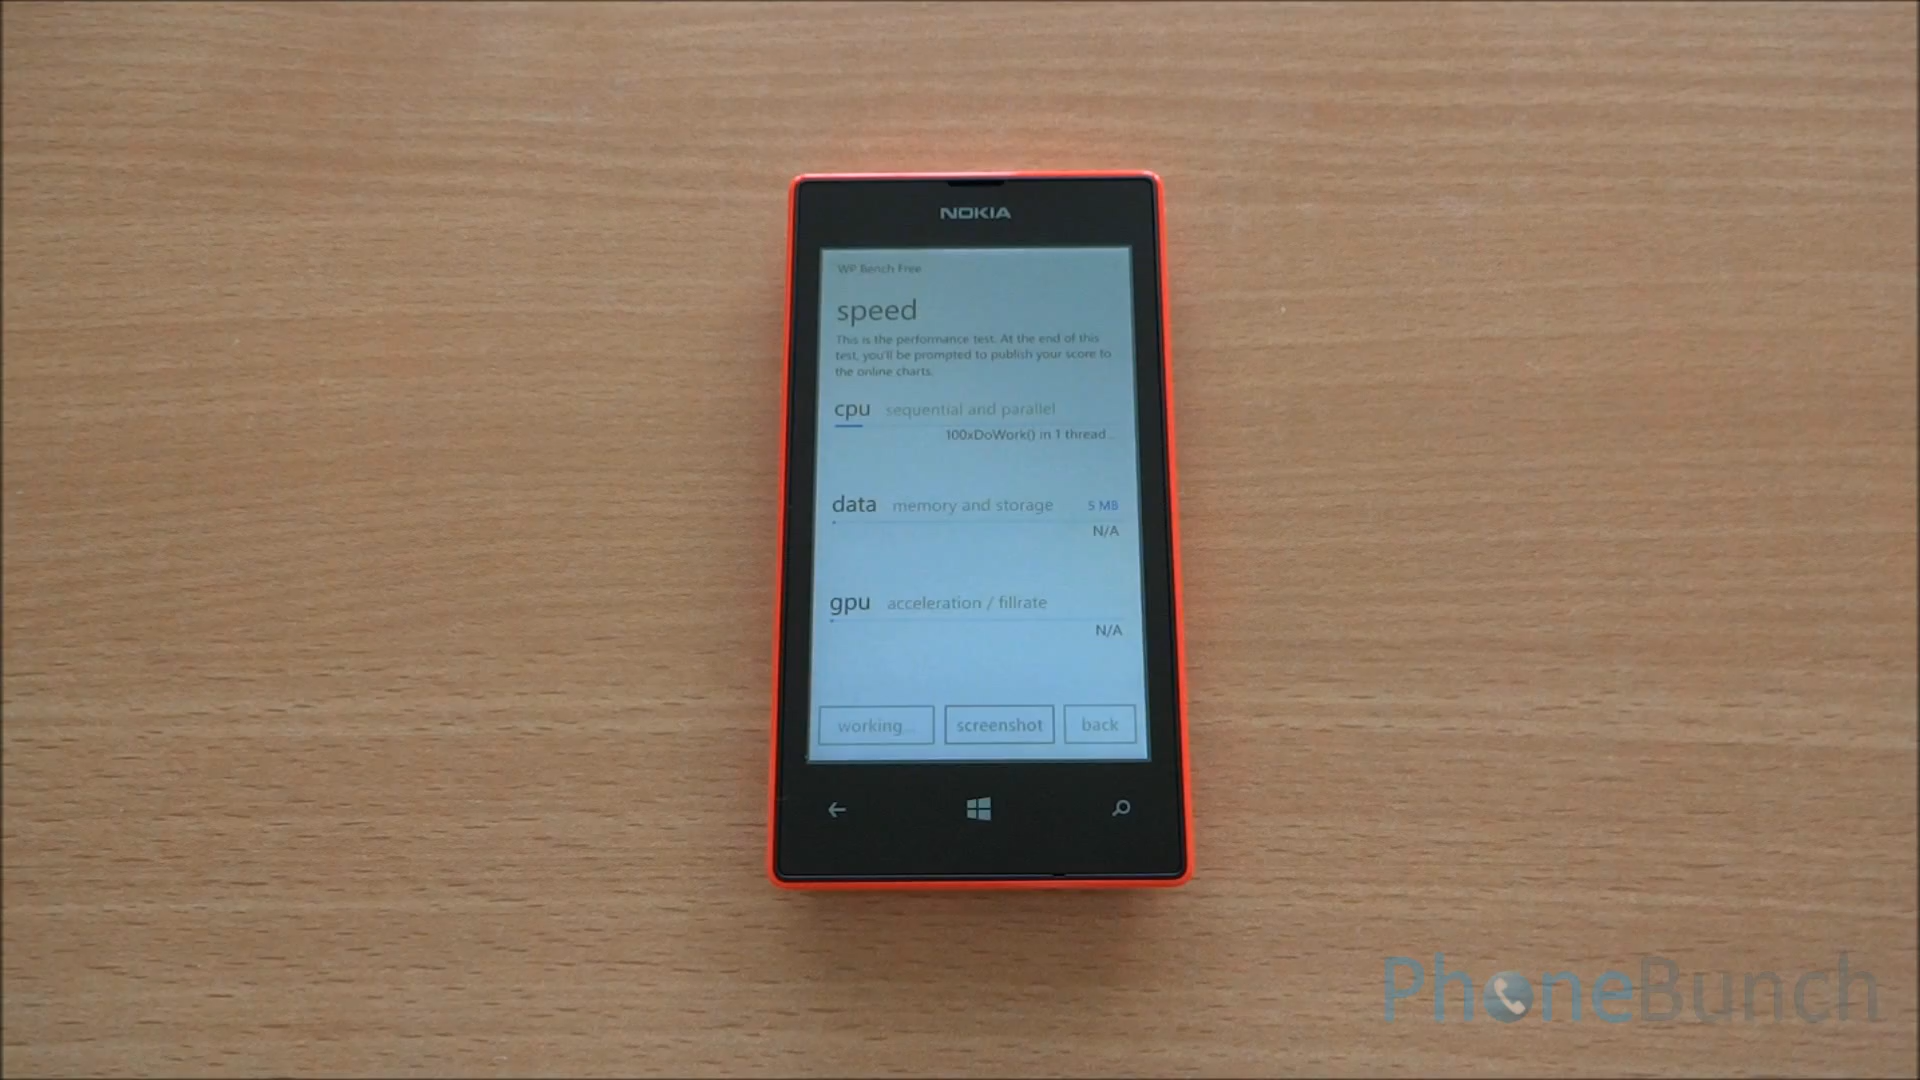 NOKIA
WP Bench Free
speed
This is the performance test. At the end of this
test, you'll be prompted to publish your score to
the online charts.
cpu sequential and parallel
100xDoWork() in 1 thread...
data memory and storage 5 MB
N/A
gpu acceleration / fillrate
N/A
working... screenshot back
PhoneBunch